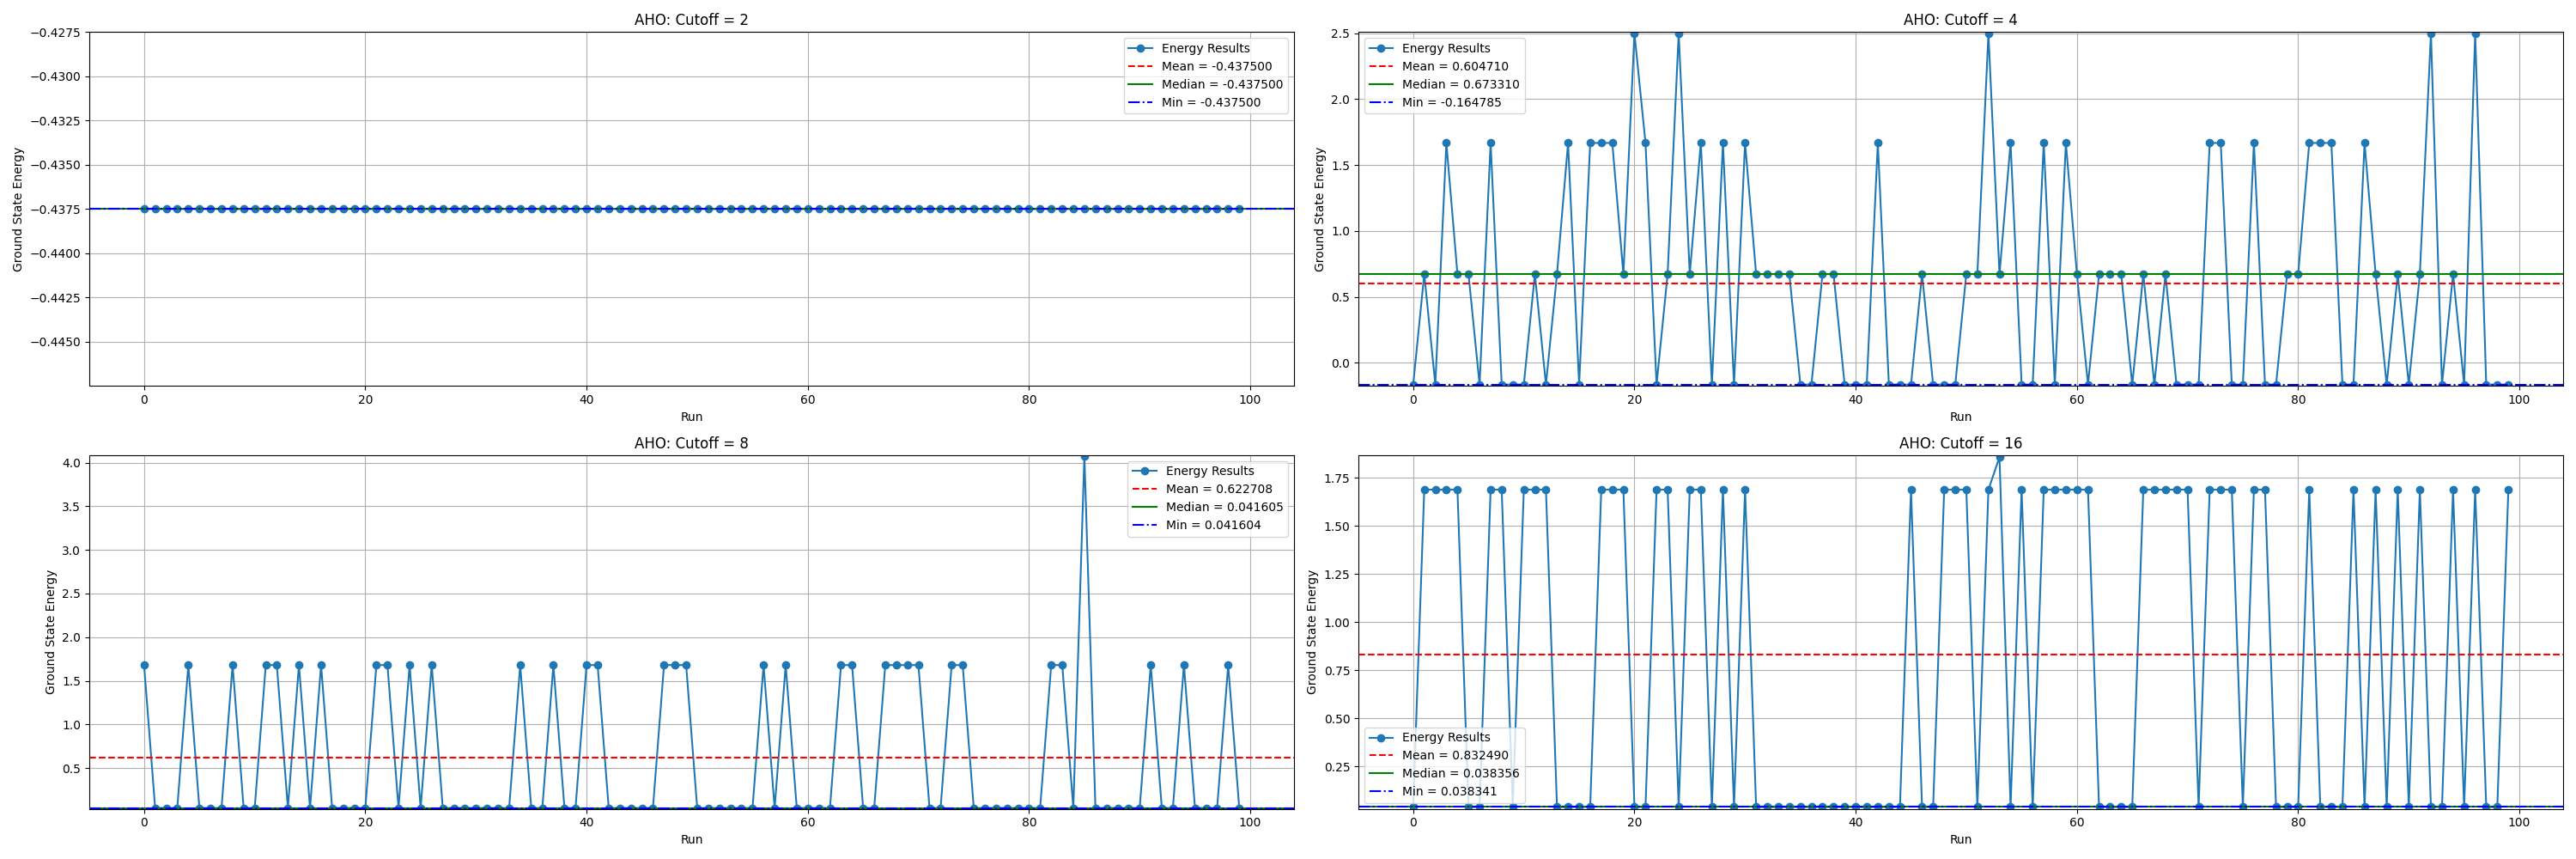 AHO: Cutoff = 2
−0.4275
−0.4300
−0.4325
−0.4350
−0.4375
−0.4400
−0.4425
−0.4450
Ground State Energy
Energy Results
Mean = -0.437500
Median = -0.437500
Min = -0.437500
0 20 40 60 80 100
Run
AHO: Cutoff = 4
2.5
2.0
1.5
1.0
0.5
0.0
Ground State Energy
Energy Results
Mean = 0.604710
Median = 0.673310
Min = -0.164785
0 20 40 60 80 100
Run
AHO: Cutoff = 8
4.0
3.5
3.0
2.5
2.0
1.5
1.0
0.5
Ground State Energy
Energy Results
Mean = 0.622708
Median = 0.041605
Min = 0.041604
0 20 40 60 80 100
Run
AHO: Cutoff = 16
1.75
1.50
1.25
1.00
0.75
0.50
0.25
Ground State Energy
Energy Results
Mean = 0.832490
Median = 0.038356
Min = 0.038341
0 20 40 60 80 100
Run